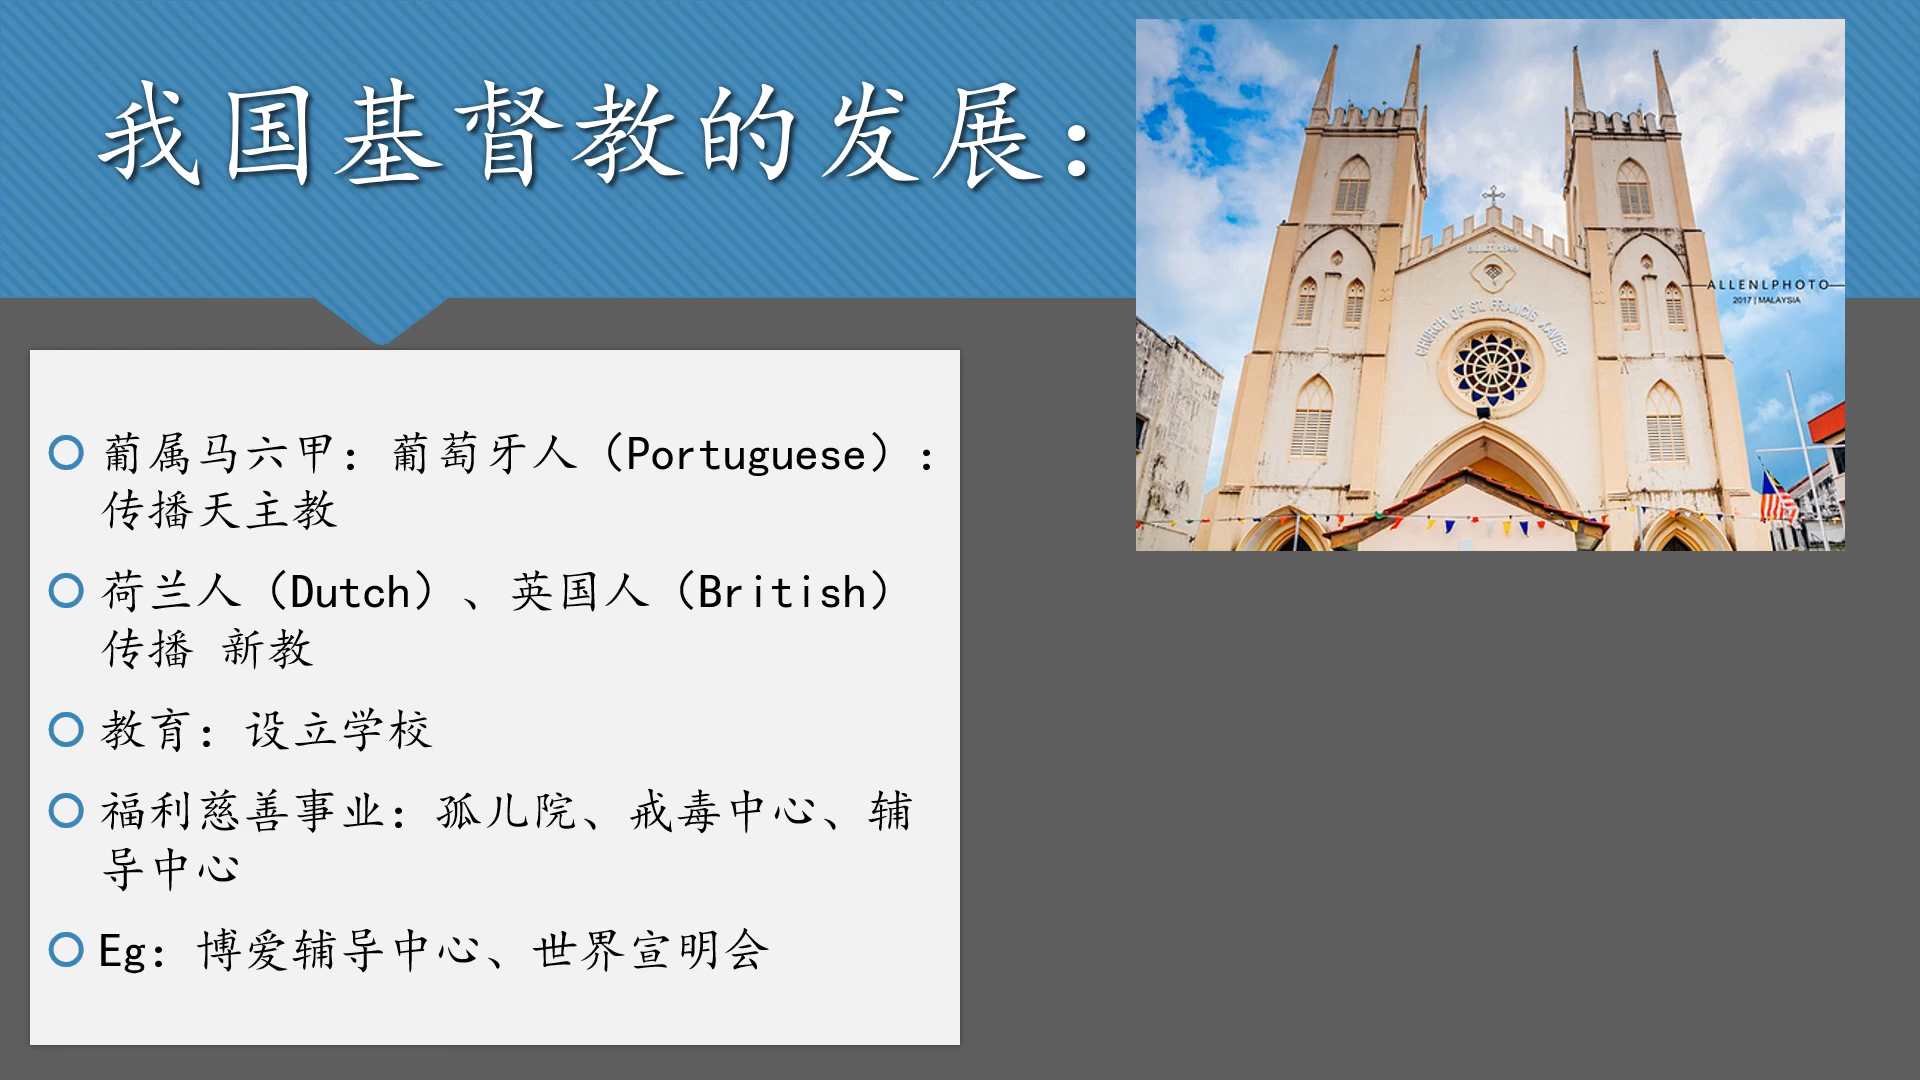 我国基督教的发展：
葡属马六甲：葡萄牙人（Portuguese）：
传播天主教
荷兰人（Dutch）、英国人（British）
传播 新教
教育：设立学校
福利慈善事业：孤儿院、戒毒中心、辅
导中心
Eg：博爱辅导中心、世界宣明会
CHURCH OF ST. FRANCIS XAVIER
ALLENLPHOTO
2017 | MALAYSIA